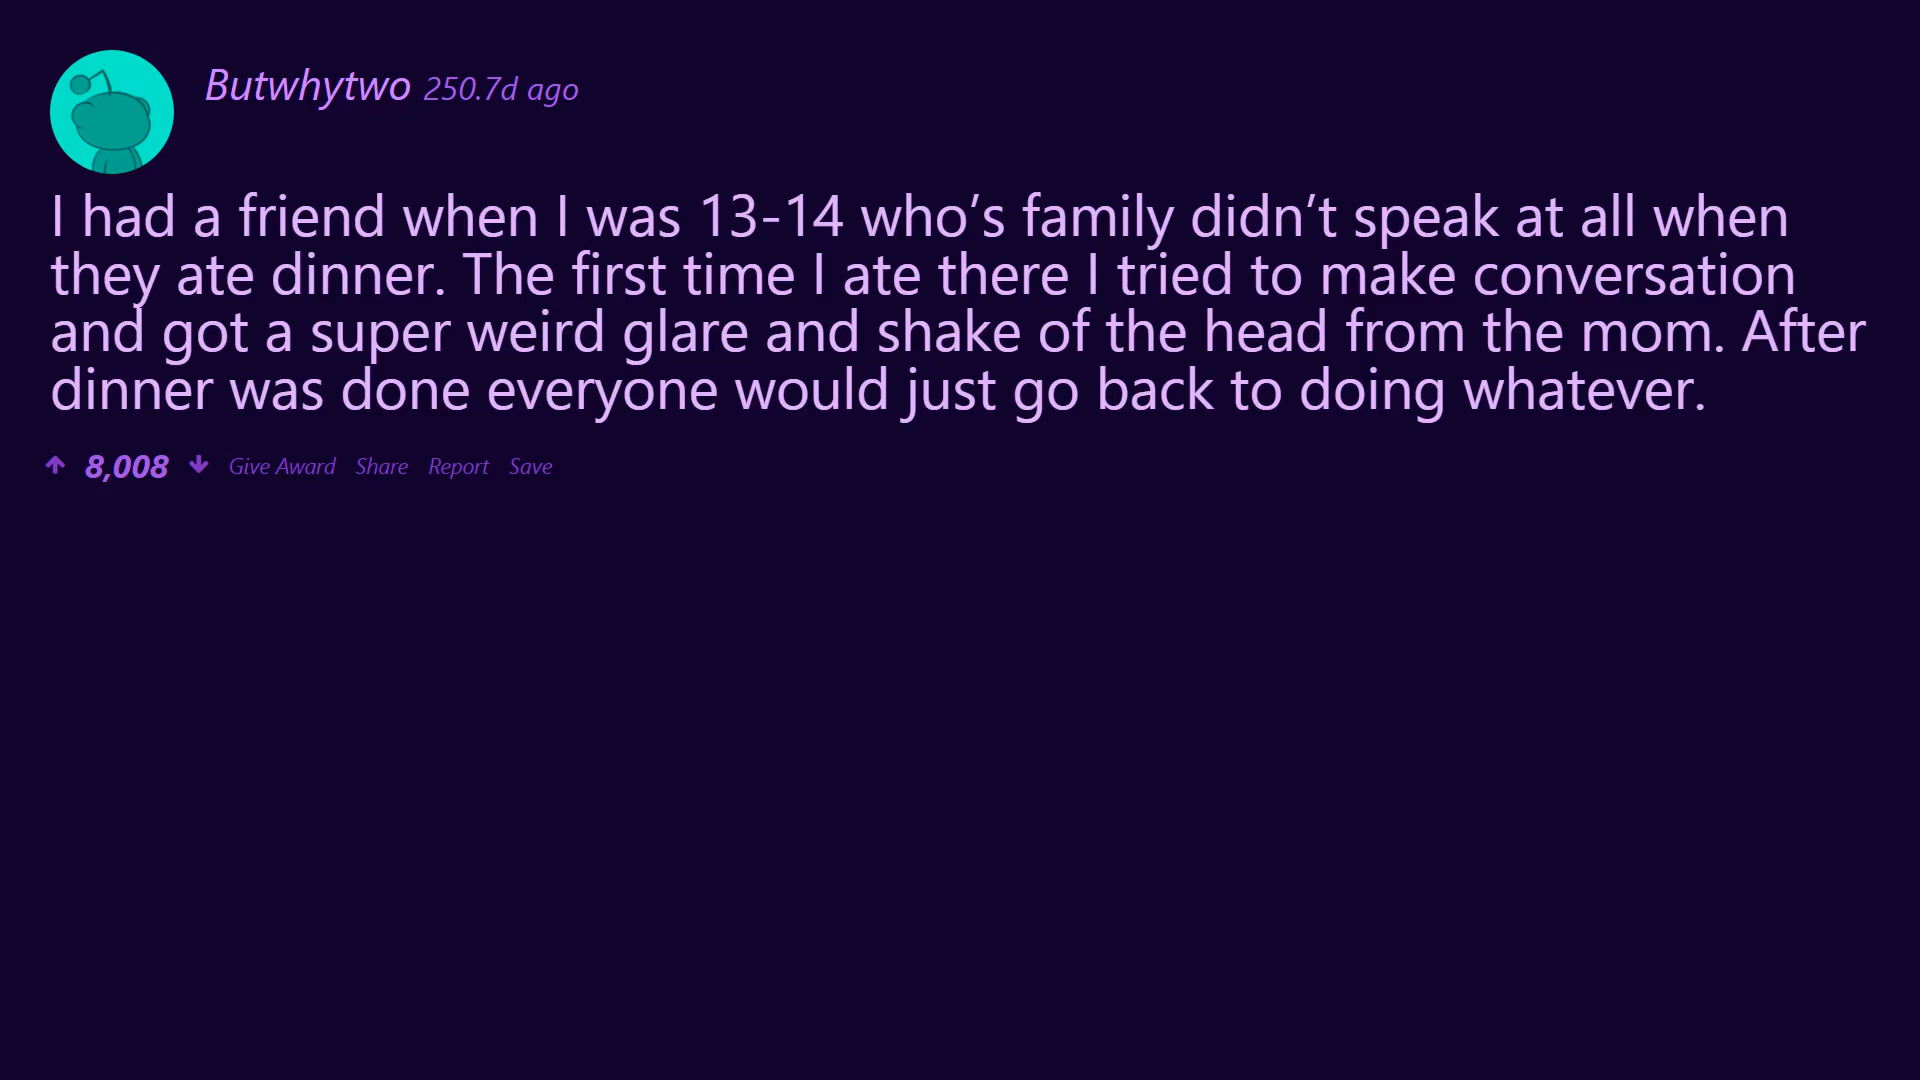 Butwhytwo 250.7d ago
I had a friend when I was 13-14 who’s family didn’t speak at all when
they ate dinner. The first time I ate there I tried to make conversation
and got a super weird glare and shake of the head from the mom. After
dinner was done everyone would just go back to doing whatever.
8,008 Give Award Share Report Save